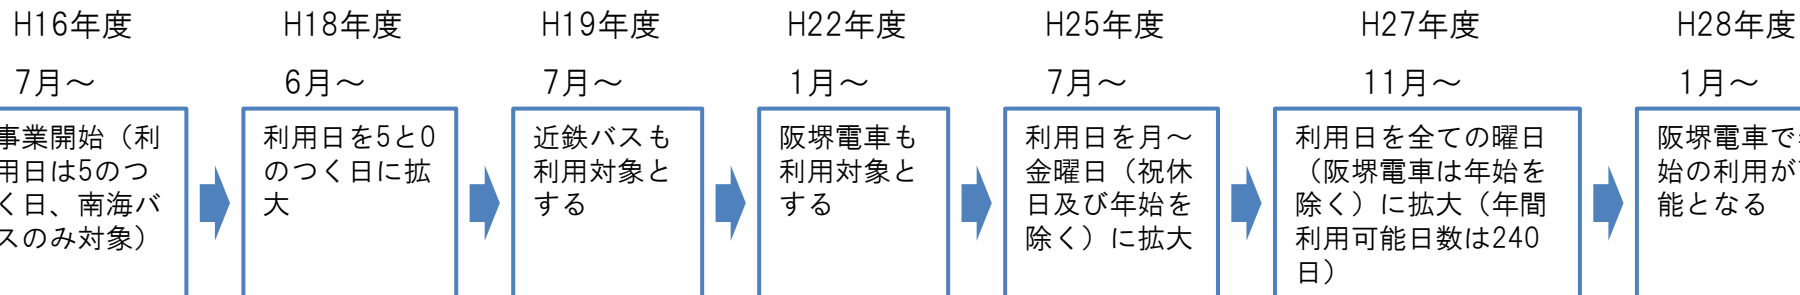 H16年度
7月～
事業開始（利
用日は5のつ
く日、南海バ
スのみ対象）
H18年度
6月～
利用日を5と0
のつく日に拡
大
H19年度
7月～
近鉄バスも
利用対象と
する
H22年度
1月～
阪堺電車も
利用対象と
する
H25年度
7月～
利用日を月～
金曜日（祝休
日及び年始を
除く）に拡大
H27年度
11月～
利用日を全ての曜日
（阪堺電車は年始を
除く）に拡大（年間
利用可能日数は240
日）
H28年度
1月～
阪堺電車で
始の利用が
能となる